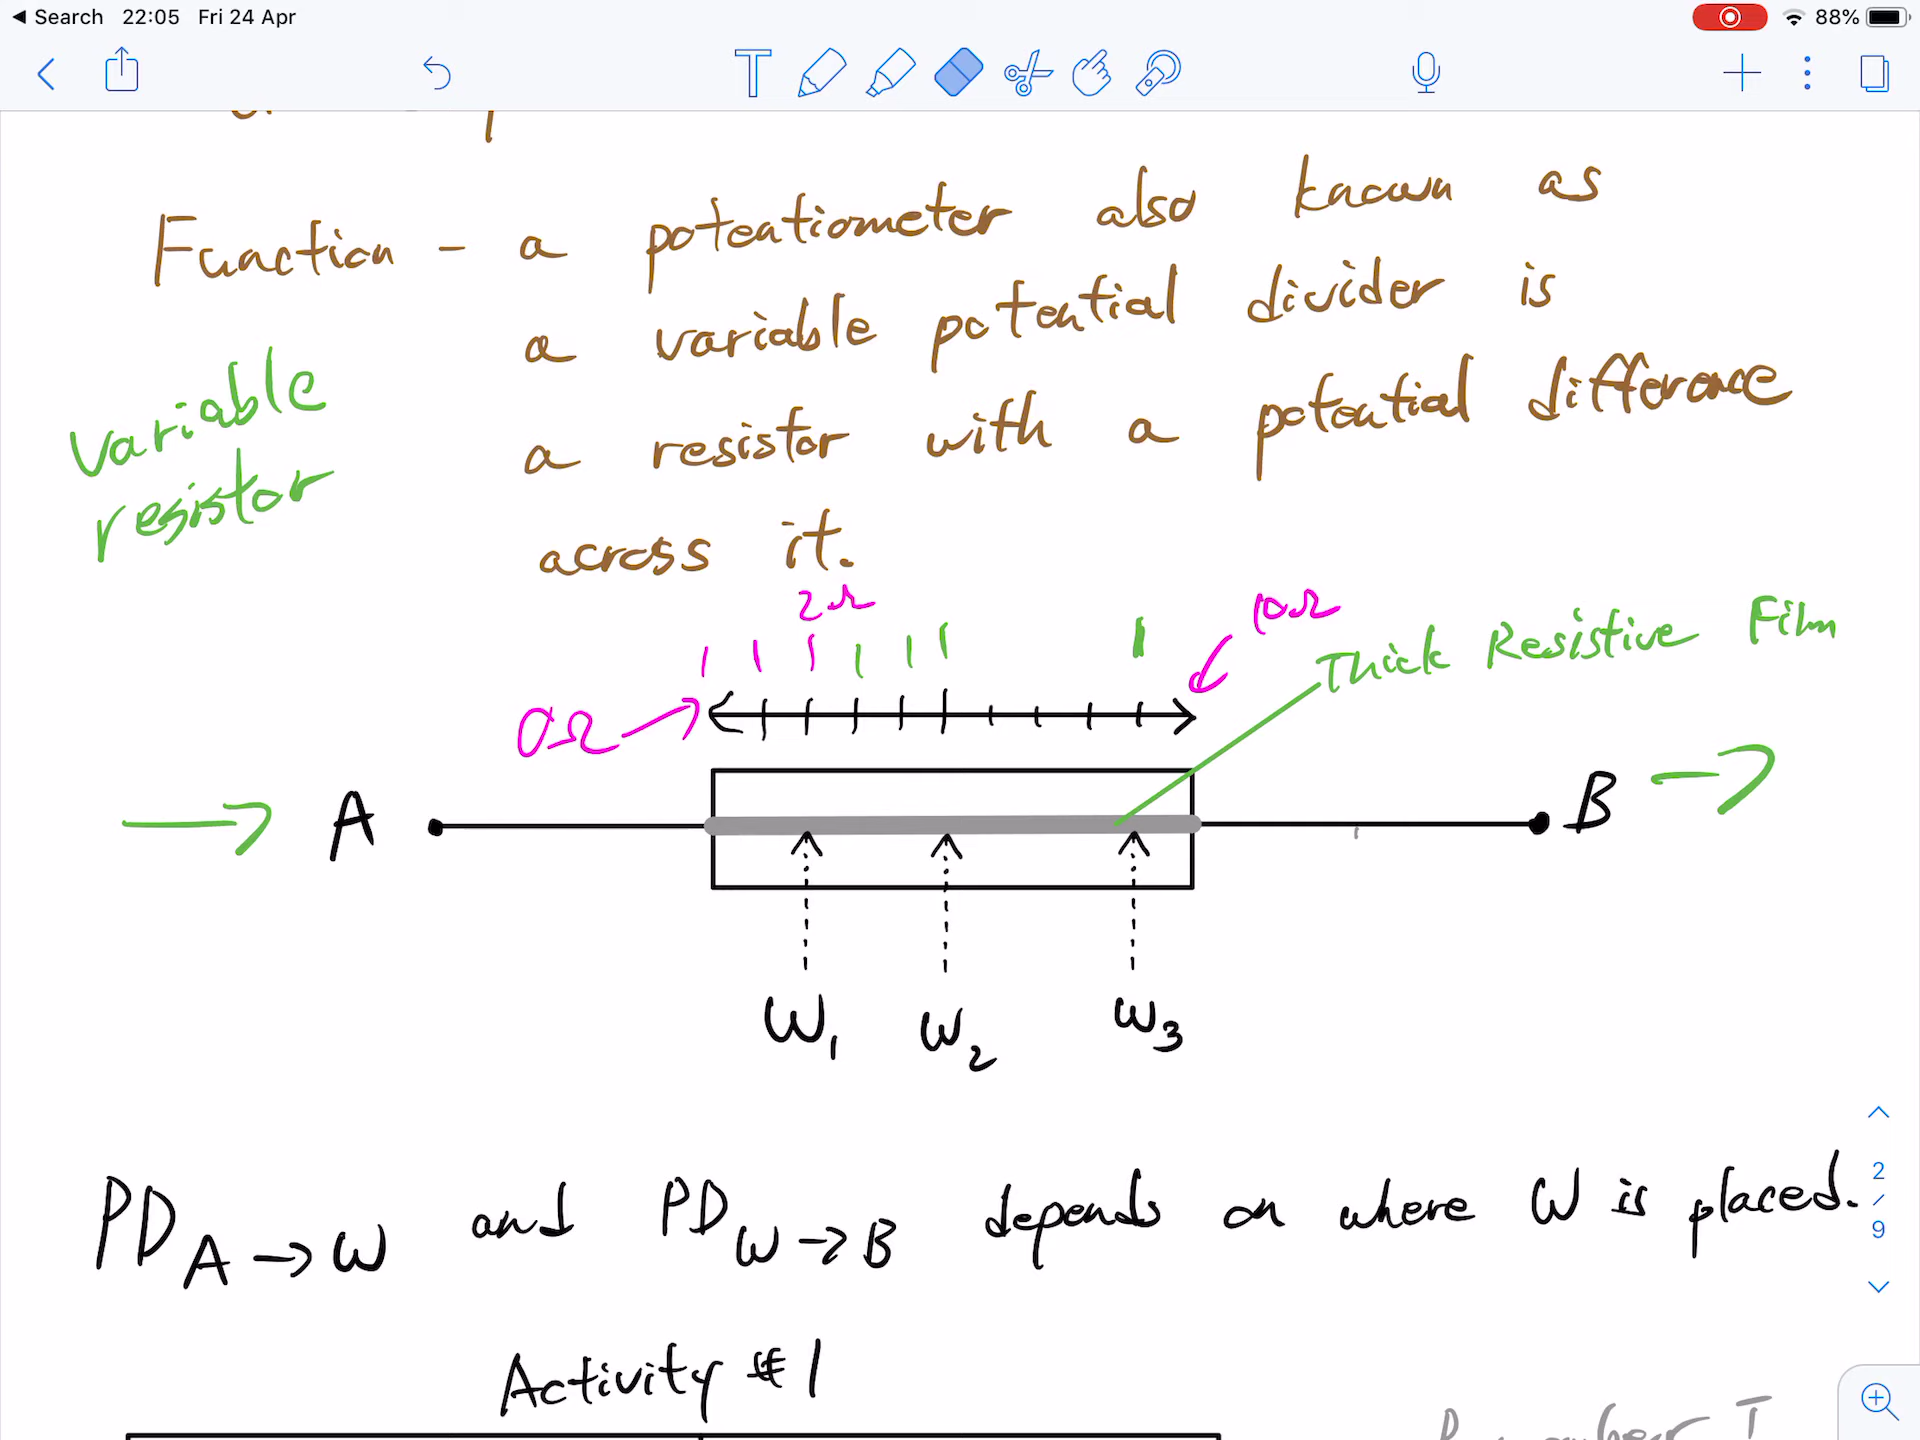 Search 22:05 Fri 24 Apr 88%
T
Function - a potentiometer also known as
a variable potential divider is
variable
resistor
a resistor with a potential difference
across it.
2Ω 10Ω
Thick Resistive Film
0Ω
A B
W1 W2 W3
PD A → W and PD W → B depends on where W is placed.
2
/
9
Activity #1